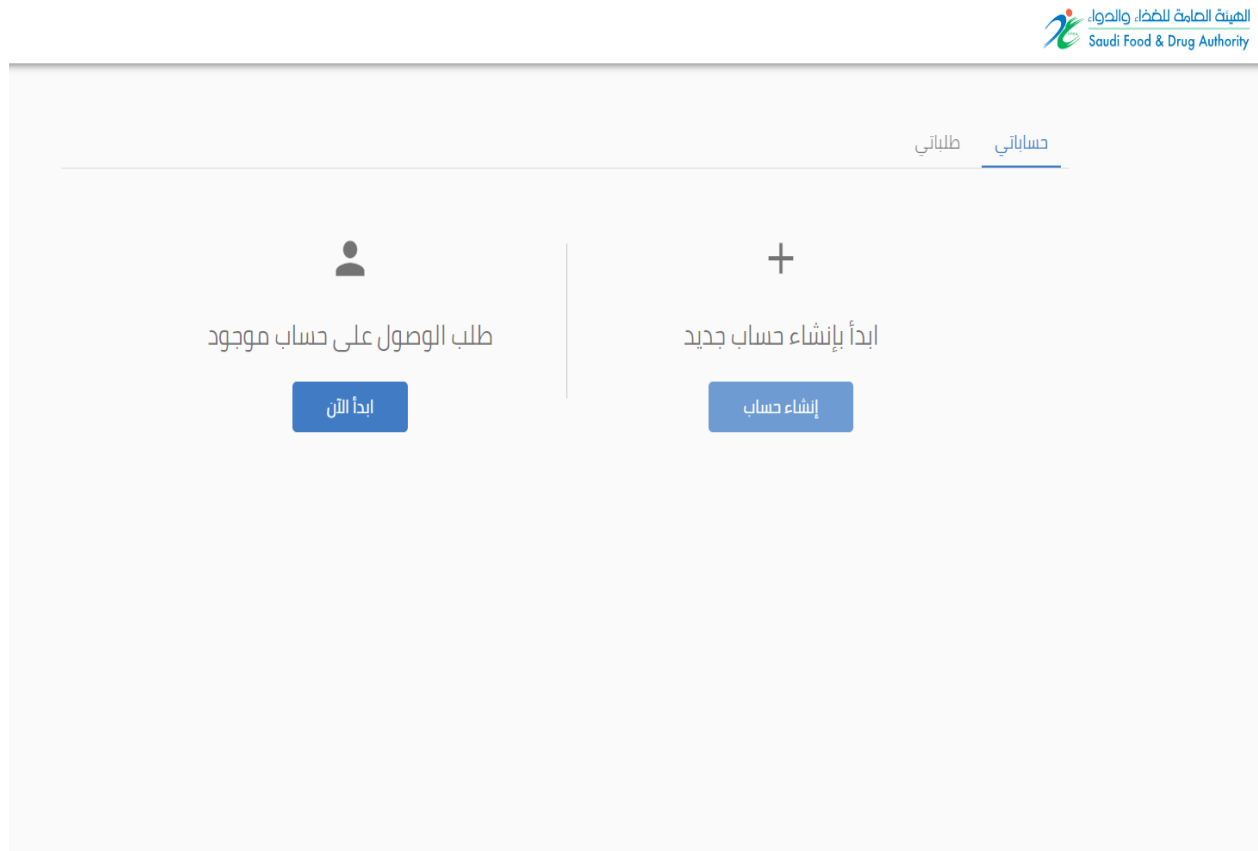 الهيئة العامة للغذاء والدواء
Saudi Food & Drug Authority
حساباتي
طلباتي
ابدأ بإنشاء حساب جديد
إنشاء حساب
طلب الوصول على حساب موجود
ابدأ الآن